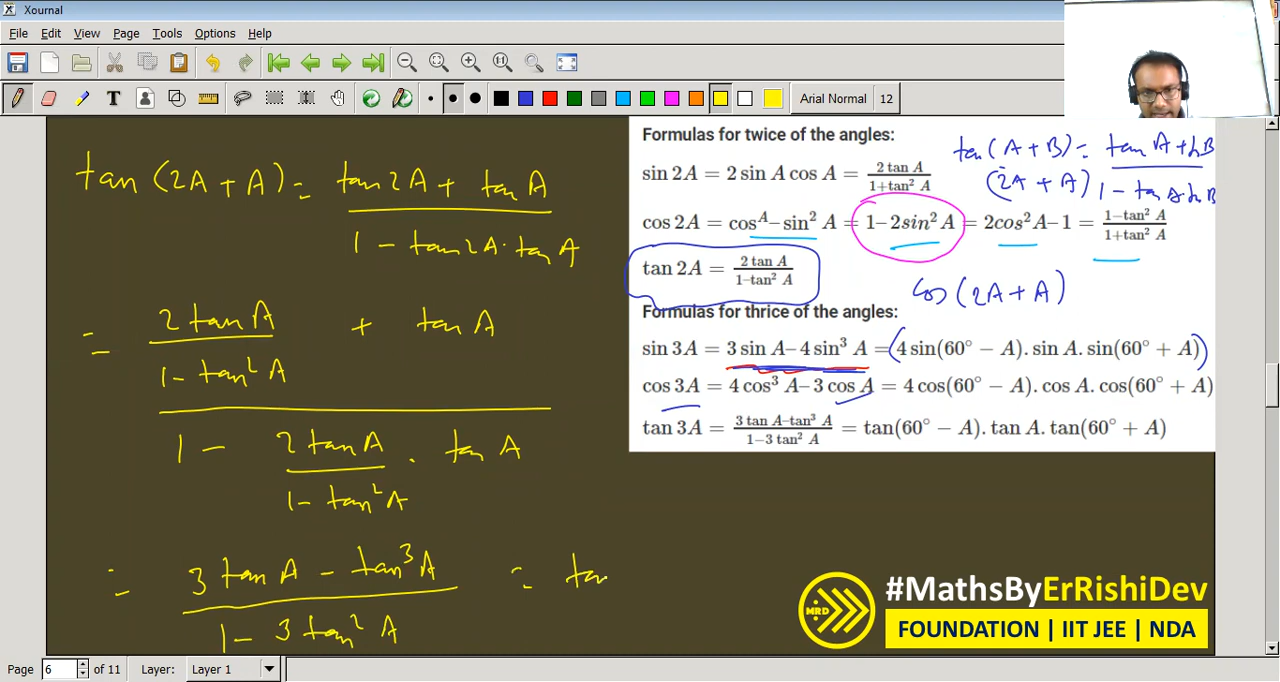 Xournal
File Edit View Page Tools Options Help
Arial Normal 12
tan (2A + A) = tan 2A + tan A
1 - tan 2A . tan A
= 2 tan A + tan A
1 - tan² A
1 - 2 tan A . tan A
1 - tan² A
= 3 tan A - tan³ A = tan
1 - 3 tan² A
Formulas for twice of the angles:
sin 2A = 2 sin A cos A = 2 tan A / 1+tan² A
cos 2A = cos^A–sin² A = 1–2sin² A = 2cos² A–1 = 1–tan² A / 1+tan² A
tan 2A = 2 tan A / 1–tan² A
tan (A + B) = tan A + tan B
(2A + A) 1 - tan A tan B
cos (2A + A)
Formulas for thrice of the angles:
sin 3A = 3 sin A–4 sin³ A = (4 sin(60° − A). sin A. sin(60° + A))
cos 3A = 4 cos³ A–3 cos A = 4 cos(60° − A). cos A. cos(60° + A)
tan 3A = 3 tan A–tan³ A / 1–3 tan² A = tan(60° − A). tan A. tan(60° + A)
MRD
#MathsByErRishiDev
FOUNDATION | IIT JEE | NDA
Page 6 of 11 Layer: Layer 1